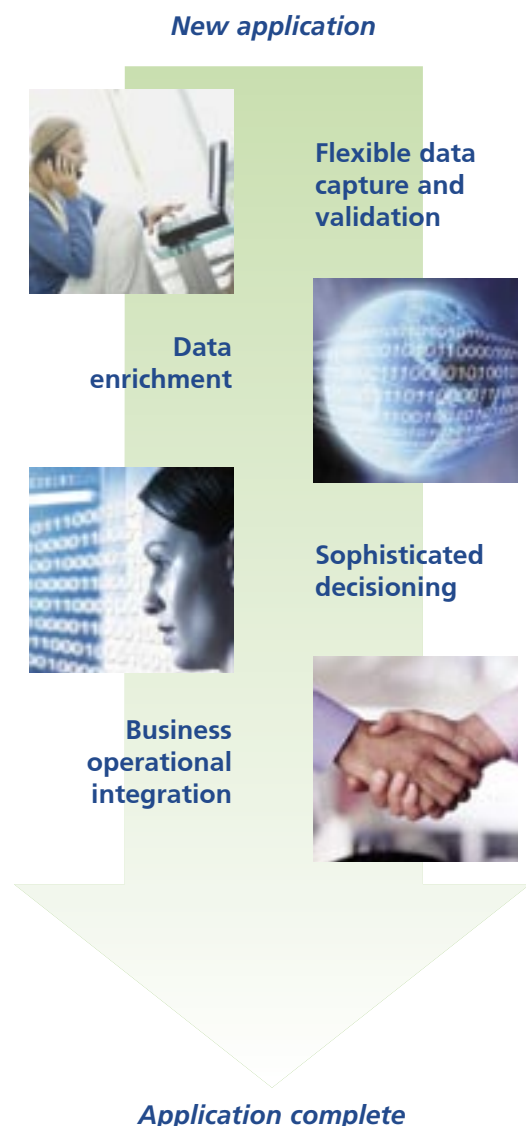 New application
Flexible data
capture and
validation
Data
enrichment
Sophisticated
decisioning
Business
operational
integration
Application complete